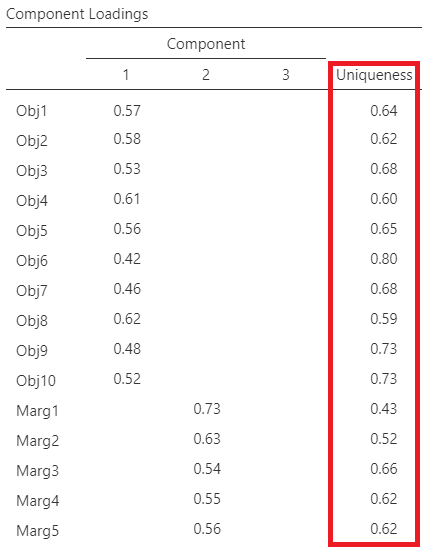 Component Loadings
Component
1 2 3 Uniqueness
Obj1 0.57 0.64
Obj2 0.58 0.62
Obj3 0.53 0.68
Obj4 0.61 0.60
Obj5 0.56 0.65
Obj6 0.42 0.80
Obj7 0.46 0.68
Obj8 0.62 0.59
Obj9 0.48 0.73
Obj10 0.52 0.73
Marg1 0.73 0.43
Marg2 0.63 0.52
Marg3 0.54 0.66
Marg4 0.55 0.62
Marg5 0.56 0.62